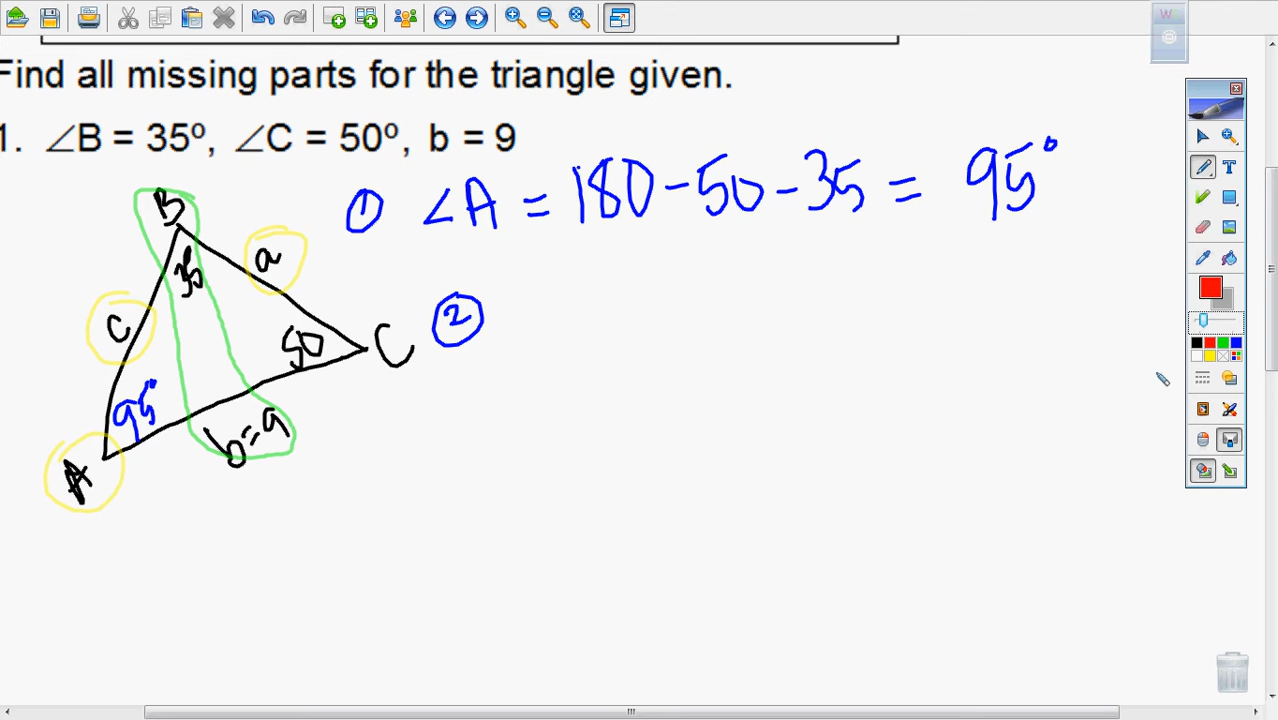 Find all missing parts for the triangle given.
1. ∠B = 35º, ∠C = 50º, b = 9
① ∠A = 180 - 50 - 35 = 95°
B
35
a
c
50
C
②
95°
b=9
A
W
T